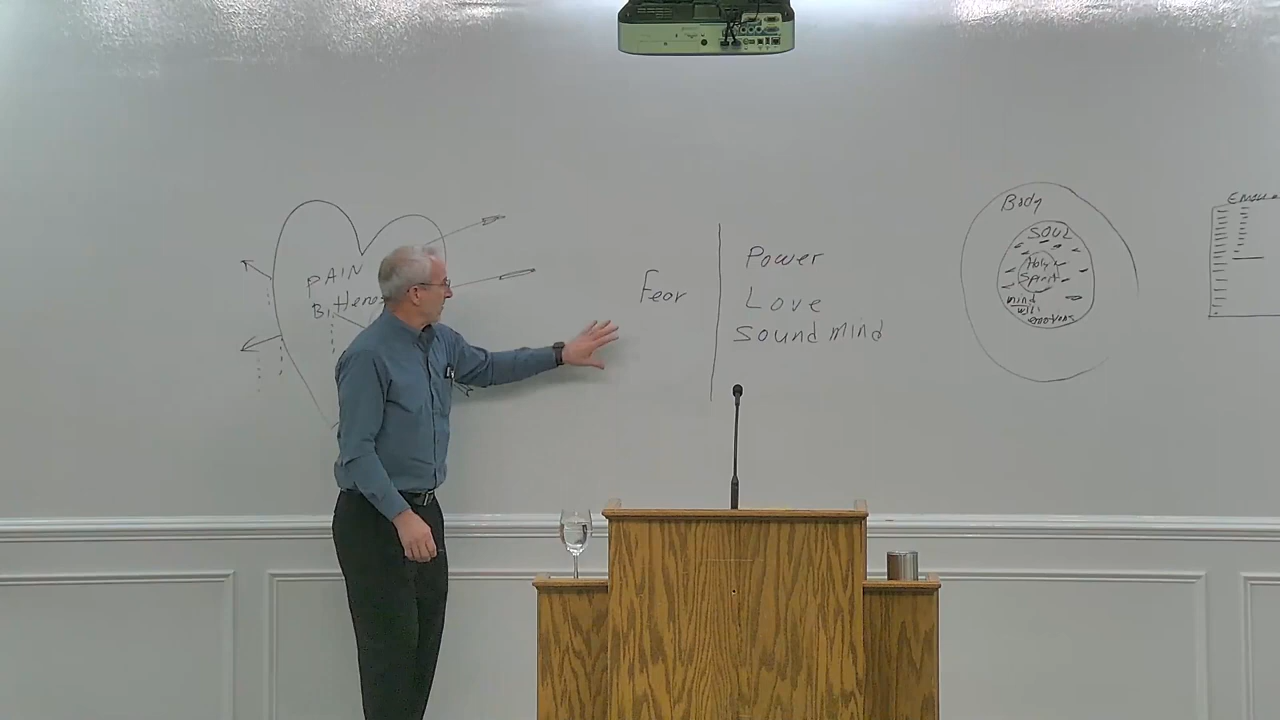 PAIN
Fear
Power
Love
Sound Mind
Body
SOUL
Holy
Spirit
mind
will